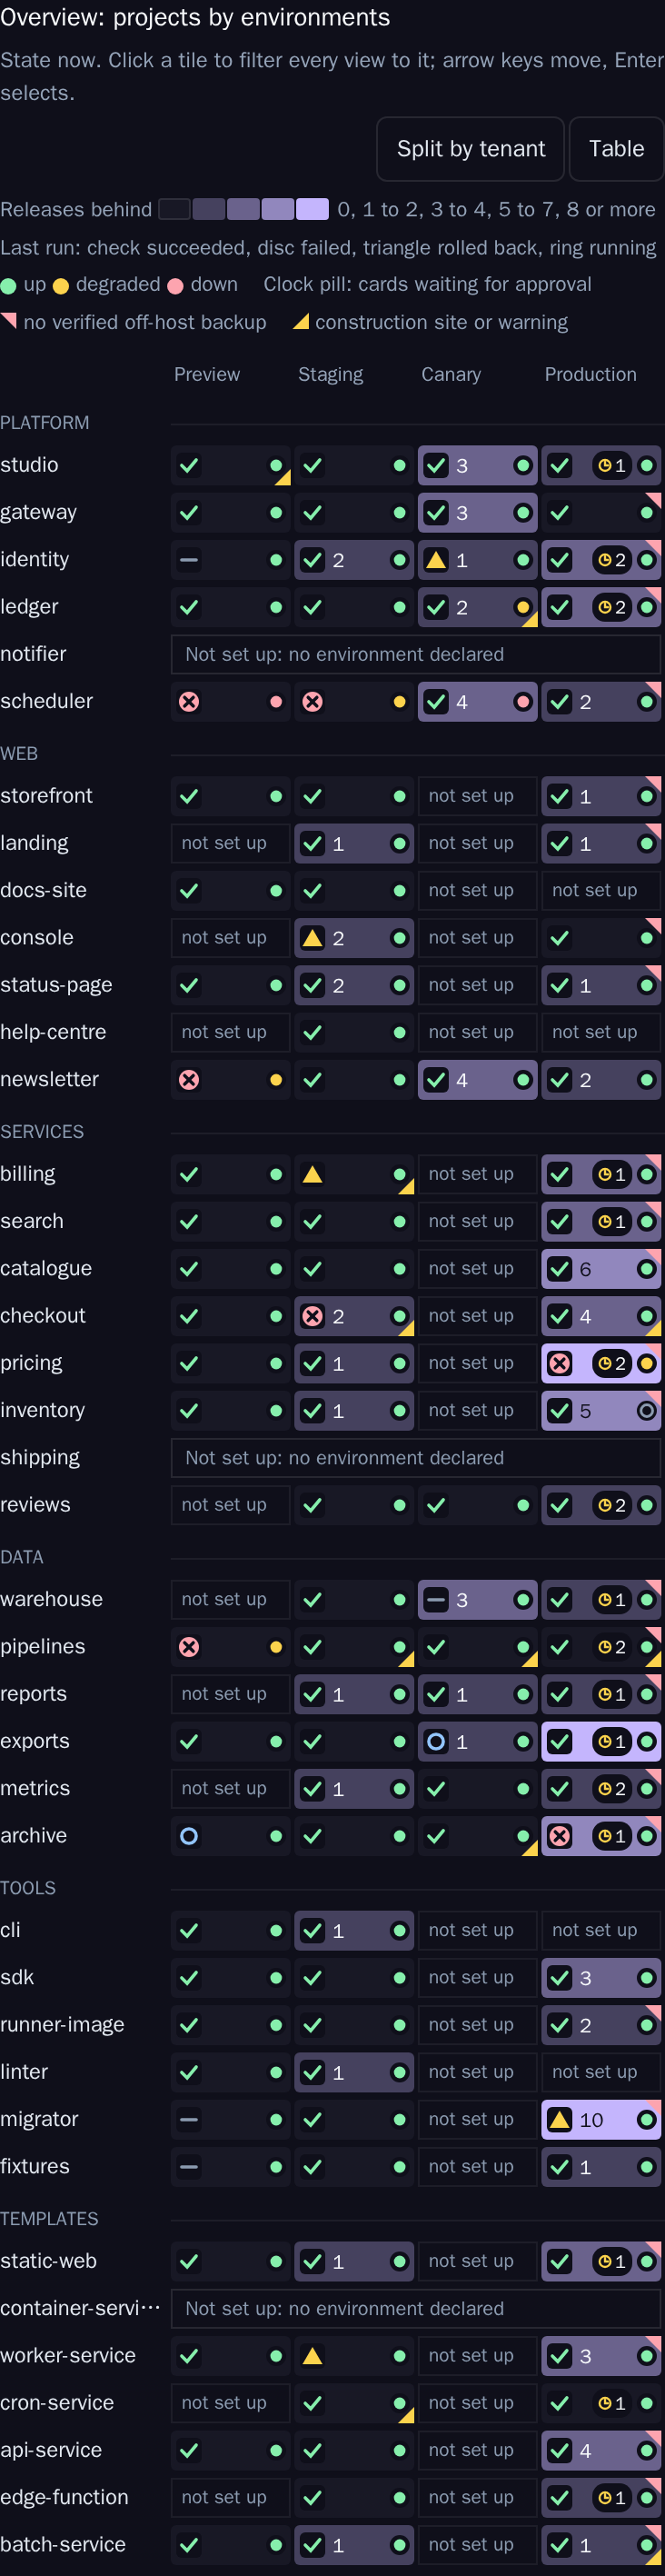 Overview: projects by environments
State now. Click a tile to filter every view to it; arrow keys move, Enter
selects.
Split by tenant Table
Releases behind 0, 1 to 2, 3 to 4, 5 to 7, 8 or more
Last run: check succeeded, disc failed, triangle rolled back, ring running
up degraded down Clock pill: cards waiting for approval
no verified off-host backup construction site or warning
Preview Staging Canary Production
PLATFORM
studio 3 1
gateway 3
identity 2 1 2
ledger 2 2
notifier Not set up: no environment declared
scheduler 4 2
WEB
storefront not set up 1
landing not set up 1 not set up 1
docs-site not set up not set up
console not set up 2 not set up
status-page 2 not set up 1
help-centre not set up not set up not set up
newsletter 4 2
SERVICES
billing not set up 1
search not set up 1
catalogue not set up 6
checkout 2 not set up 4
pricing 1 not set up 2
inventory 1 not set up 5
shipping Not set up: no environment declared
reviews not set up 2
DATA
warehouse not set up 3 1
pipelines 2
reports not set up 1 1 1
exports 1 1
metrics not set up 1 2
archive 1
TOOLS
cli 1 not set up not set up
sdk not set up 3
runner-image not set up 2
linter 1 not set up not set up
migrator not set up 10
fixtures not set up 1
TEMPLATES
static-web 1 not set up 1
container-servi… Not set up: no environment declared
worker-service not set up 3
cron-service not set up not set up 1
api-service not set up 4
edge-function not set up not set up 1
batch-service 1 not set up 1